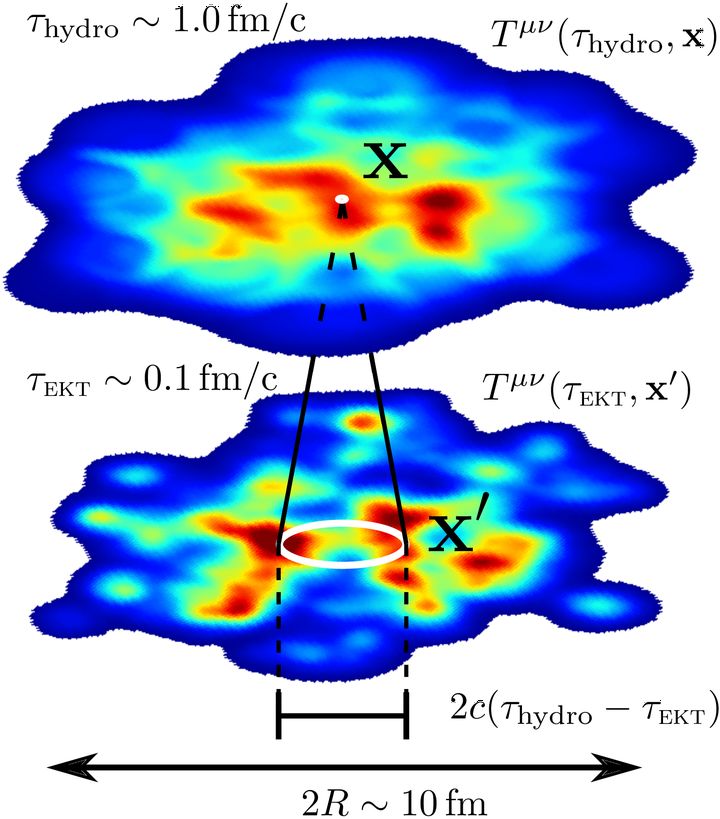 τhydro ∼ 1.0 fm/c
T^μν(τhydro, x)
x
τEKT ∼ 0.1 fm/c
T^μν(τEKT, x′)
x′
2c(τhydro − τEKT)
2R ∼ 10 fm